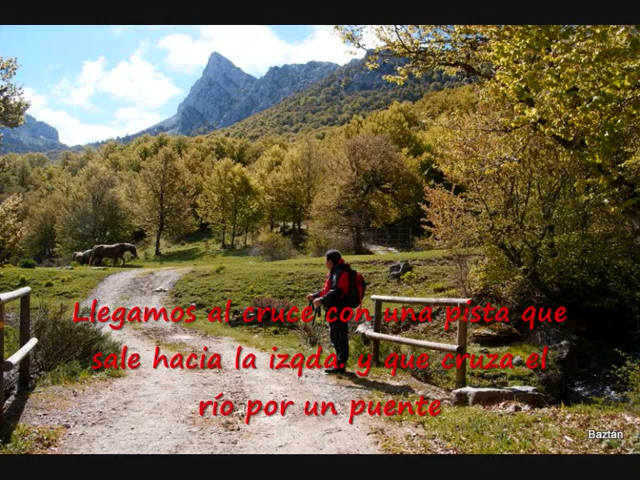 Llegamos al cruce con una pista que
sale hacia la izqda. y que cruza el
río por un puente
Baztán